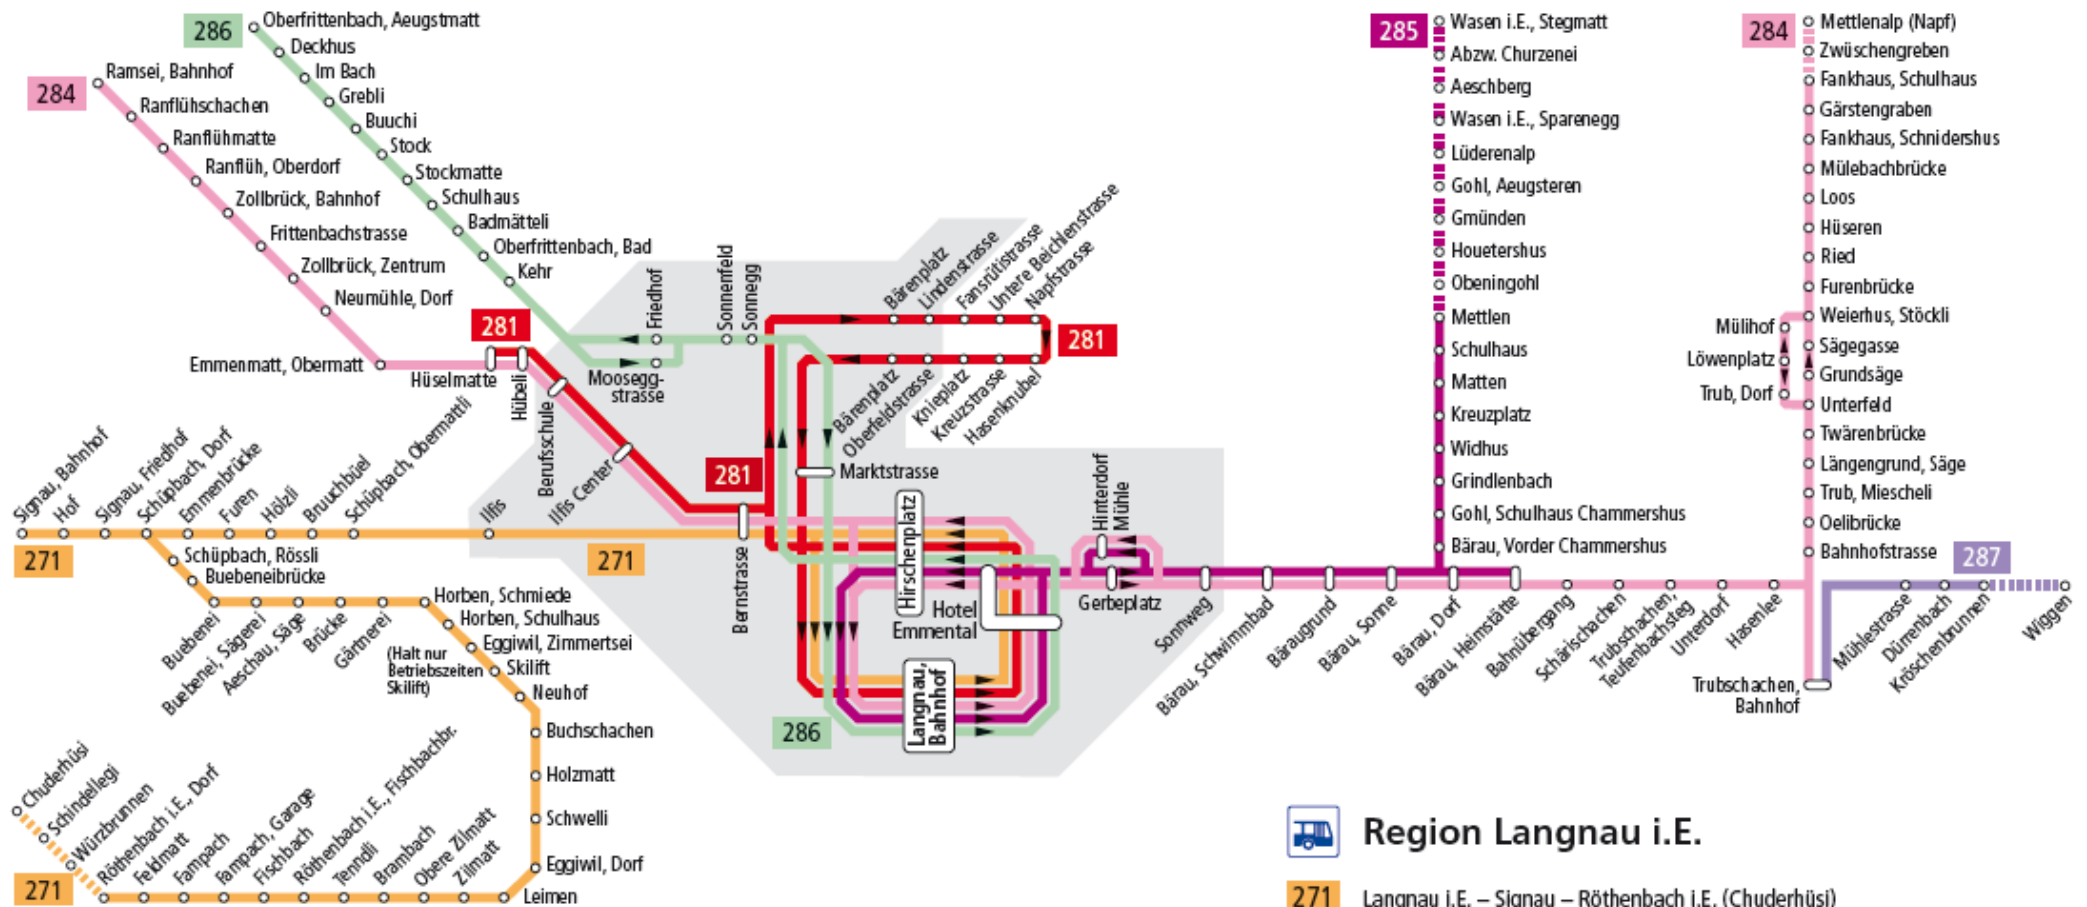 286
Oberfrittenbach, Aeugstmatt
Deckhus
Im Bach
Grebli
Buuchi
Stock
Stockmatte
Schulhaus
Badmätteli
Oberfrittenbach, Bad
Kehr
284
Ramsei, Bahnhof
Ranflühschachen
Ranflühmatte
Ranflüh, Oberdorf
Zollbrück, Bahnhof
Frittenbachstrasse
Zollbrück, Zentrum
Neumühle, Dorf
Emmenmatt, Obermatt
281
Hüselmatte
Hübeli
Berufsschule
Ilfis Center
Friedhof
Moosegg-
strasse
Sonnenfeld
Sonnegg
Bärenplatz
Lindenstrasse
Fansrütistrasse
Untere Beichlenstrasse
Napfstrasse
281
Bärenplatz
Oberfeldstrasse
Knieplatz
Kreuzstrasse
Hasenknubel
281
Marktstrasse
Bernstrasse
Hirschenplatz
Hotel
Emmental
Langnau,
Bahnhof
286
Hinterdorf
Mühle
Gerbeplatz
Sonnweg
Bärau, Schwimmbad
Bäraugrund
Bärau, Sonne
Bärau, Dorf
Bärau, Heimstätte
Bahnübergang
Schärischachen
Trubschachen,
Teufenbachsteg
Unterdorf
Hasenlee
Trubschachen,
Bahnhof
285
Wasen i.E., Stegmatt
Abzw. Churzenei
Aeschberg
Wasen i.E., Sparenegg
Lüderenalp
Gohl, Aeugsteren
Gmünden
Houetershus
Obeningohl
Mettlen
Schulhaus
Matten
Kreuzplatz
Widhus
Grindlenbach
Gohl, Schulhaus Chammershus
Bärau, Vorder Chammershus
284
Mettlenalp (Napf)
Zwüschengreben
Fankhaus, Schulhaus
Gärstengraben
Fankhaus, Schnidershus
Mülebachbrücke
Loos
Hüseren
Ried
Furenbrücke
Weierhus, Stöckli
Mülihof
Sägegasse
Löwenplatz
Grundsäge
Trub, Dorf
Unterfeld
Twärenbrücke
Längengrund, Säge
Trub, Miescheli
Oelibrücke
Bahnhofstrasse
287
Mühlestrasse
Dürrenbach
Kröschenbrunnen
Wiggen
Signau, Bahnhof
Hof
Signau, Friedhof
Schüpbach, Dorf
Emmenbrücke
Furen
Hölzli
Bruuchbüel
Schüpbach, Obermattli
Ilfis
271
271
Schüpbach, Rössli
Buebeneibrücke
Buebenei
Buebenei, Sägerei
Aeschau, Säge
Brücke
Gärtnerei
Horben, Schmiede
Horben, Schulhaus
Eggiwil, Zimmertsei
(Halt nur
Betriebszeiten
Skilift)
Skilift
Neuhof
Buchschachen
Holzmatt
Schwelli
Eggiwil, Dorf
Leimen
Zilmatt
Obere Zilmatt
Brambach
Tenndli
Röthenbach i.E., Fischbachbr.
Fischbach
Fampach, Garage
Fampach
Feldmatt
Röthenbach i.E., Dorf
Würzbrunnen
Schindellegi
Chuderhüsi
271
Region Langnau i.E.
271 Langnau i.E. – Signau – Röthenbach i.E. (Chuderhüsi)